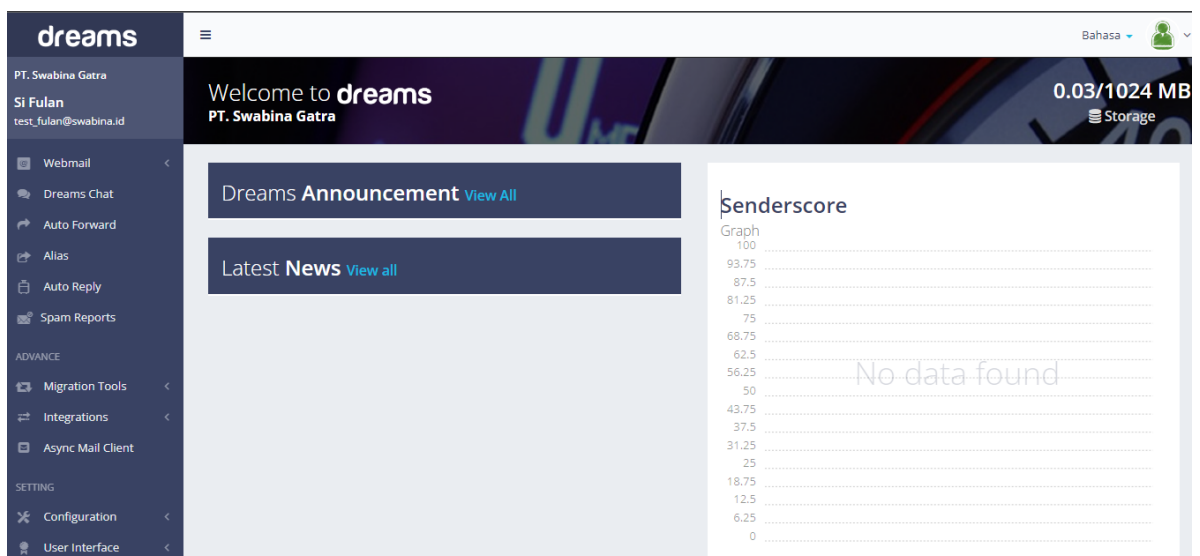 dreams
Bahasa
PT. Swabina Gatra
Si Fulan
test_fulan@swabina.id
Webmail
Dreams Chat
Auto Forward
Alias
Auto Reply
Spam Reports
ADVANCE
Migration Tools
Integrations
Async Mail Client
SETTING
Configuration
User Interface
Welcome to dreams
PT. Swabina Gatra
0.03/1024 MB
Storage
Dreams Announcement View All
Latest News View all
Senderscore
Graph
100
93.75
87.5
81.25
75
68.75
62.5
56.25
50
43.75
37.5
31.25
25
18.75
12.5
6.25
0
No data found